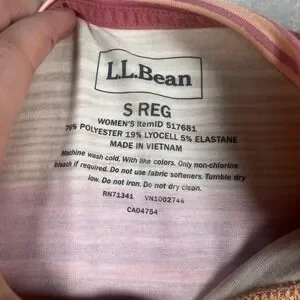 L.L.Bean
S REG
WOMEN'S ItemID 517681
76% POLYESTER 19% LYOCELL 5% ELASTANE
MADE IN VIETNAM
Machine wash cold. With like colors. Only non-chlorine
bleach if required. Do not use fabric softeners. Tumble dry
low. Do not iron. Do not dry clean.
RN71341 VN1002746
CA04754